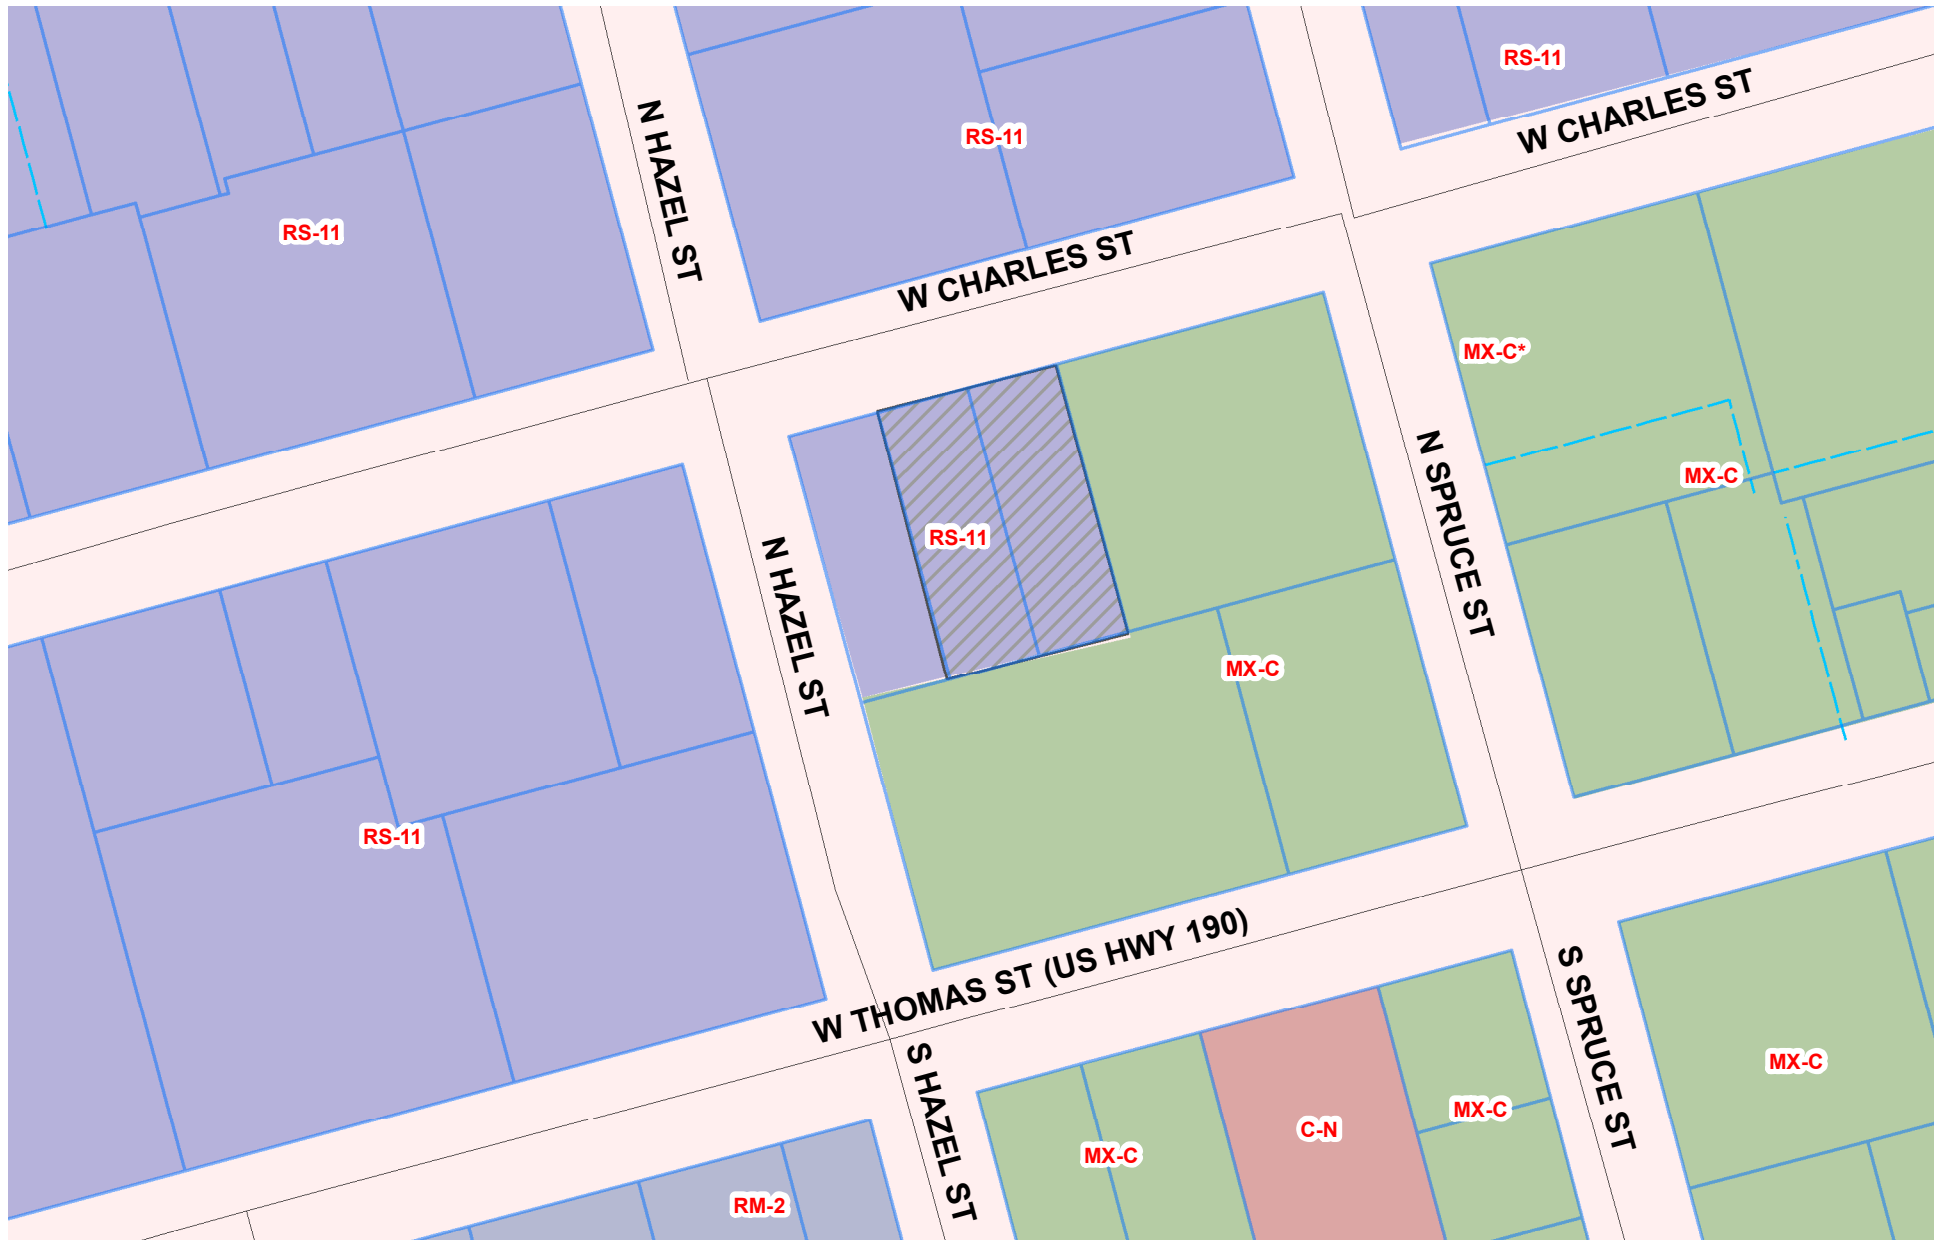 RS-11
W CHARLES ST
N HAZEL ST
RS-11
RS-11
W CHARLES ST
MX-C*
N SPRUCE ST
MX-C
RS-11
N HAZEL ST
MX-C
RS-11
W THOMAS ST (US HWY 190)
S SPRUCE ST
S HAZEL ST
MX-C
MX-C
C-N
MX-C
RM-2